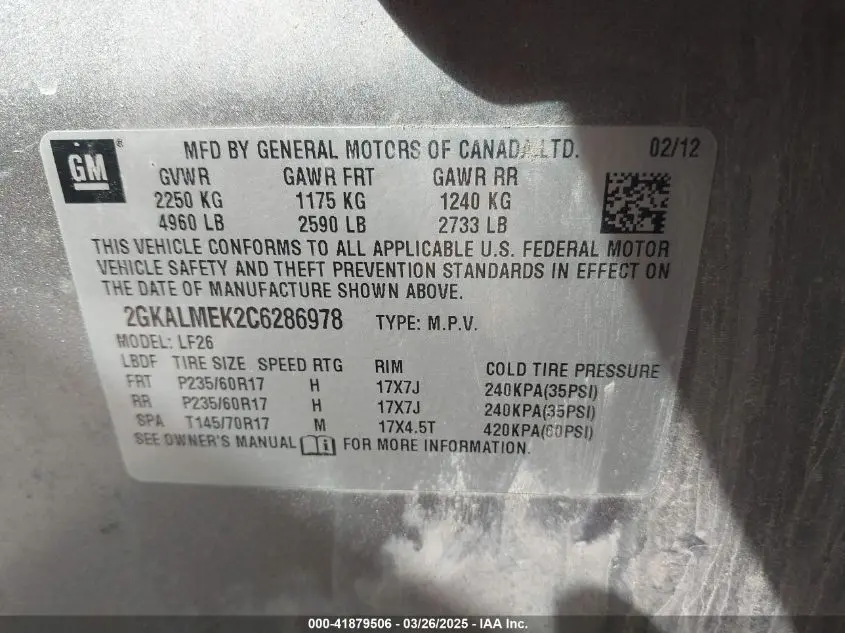 GM ® MFD BY GENERAL MOTORS OF CANADA LTD. 02/12
GVWR GAWR FRT GAWR RR
2250 KG 1175 KG 1240 KG
4960 LB 2590 LB 2733 LB
THIS VEHICLE CONFORMS TO ALL APPLICABLE U.S. FEDERAL MOTOR
VEHICLE SAFETY AND THEFT PREVENTION STANDARDS IN EFFECT ON
THE DATE OF MANUFACTURE SHOWN ABOVE.
2GKALMEK2C6286978 TYPE: M.P.V.
MODEL: LF26
LBDF TIRE SIZE SPEED RTG RIM COLD TIRE PRESSURE
FRT P235/60R17 H 17X7J 240KPA(35PSI)
RR P235/60R17 H 17X7J 240KPA(35PSI)
SPA T145/70R17 M 17X4.5T 420KPA(60PSI)
SEE OWNER'S MANUAL FOR MORE INFORMATION.
000-41879506 - 03/26/2025 - IAA Inc.